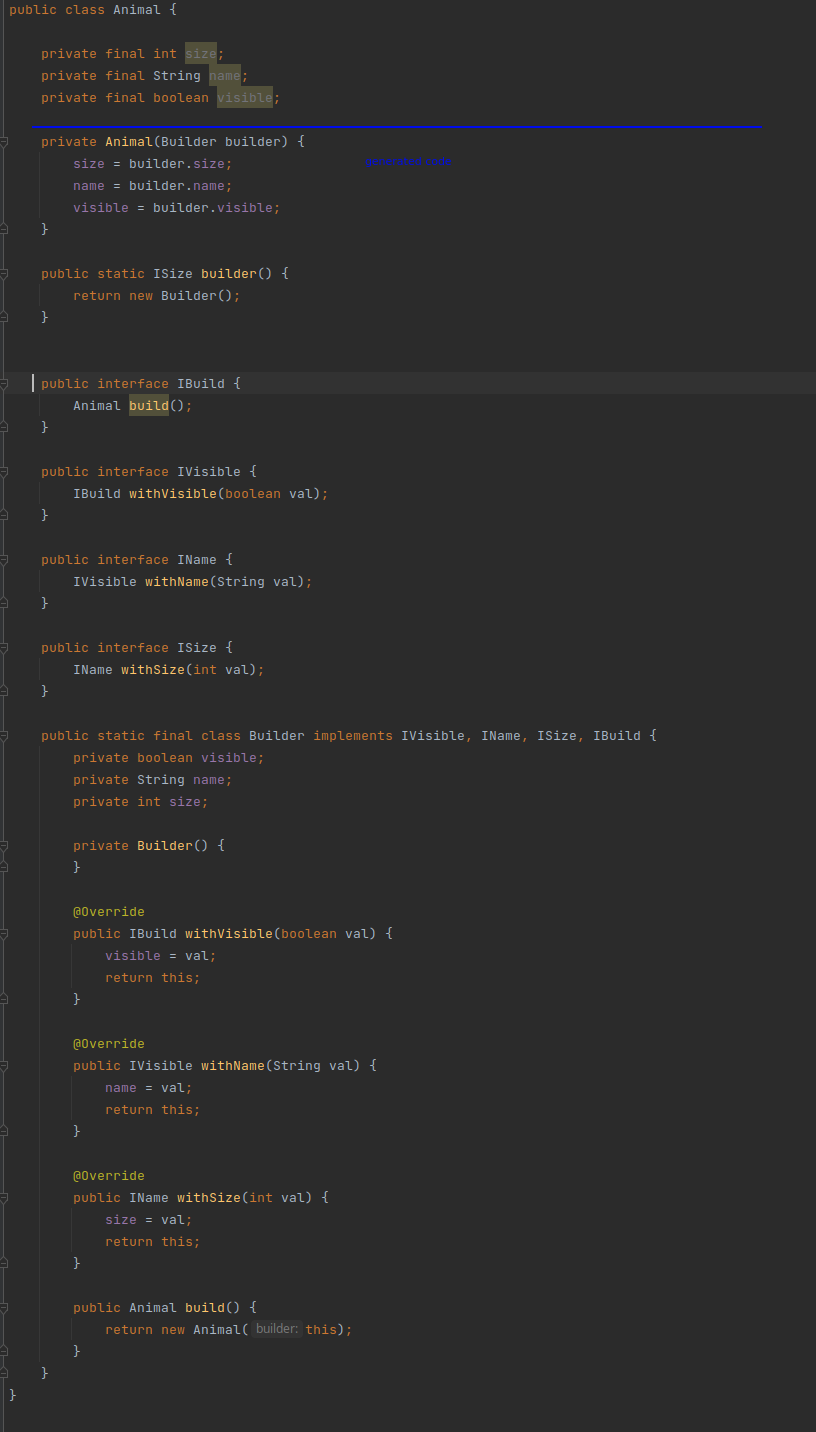 public class Animal {
private final int size;
private final String name;
private final boolean visible;
private Animal(Builder builder) {
generated code
size = builder.size;
name = builder.name;
visible = builder.visible;
}
public static ISize builder() {
return new Builder();
}
public interface IBuild {
Animal build();
}
public interface IVisible {
IBuild withVisible(boolean val);
}
public interface IName {
IVisible withName(String val);
}
public interface ISize {
IName withSize(int val);
}
public static final class Builder implements IVisible, IName, ISize, IBuild {
private boolean visible;
private String name;
private int size;
private Builder() {
}
@Override
public IBuild withVisible(boolean val) {
visible = val;
return this;
}
@Override
public IVisible withName(String val) {
name = val;
return this;
}
@Override
public IName withSize(int val) {
size = val;
return this;
}
public Animal build() {
return new Animal( builder: this);
}
}
}